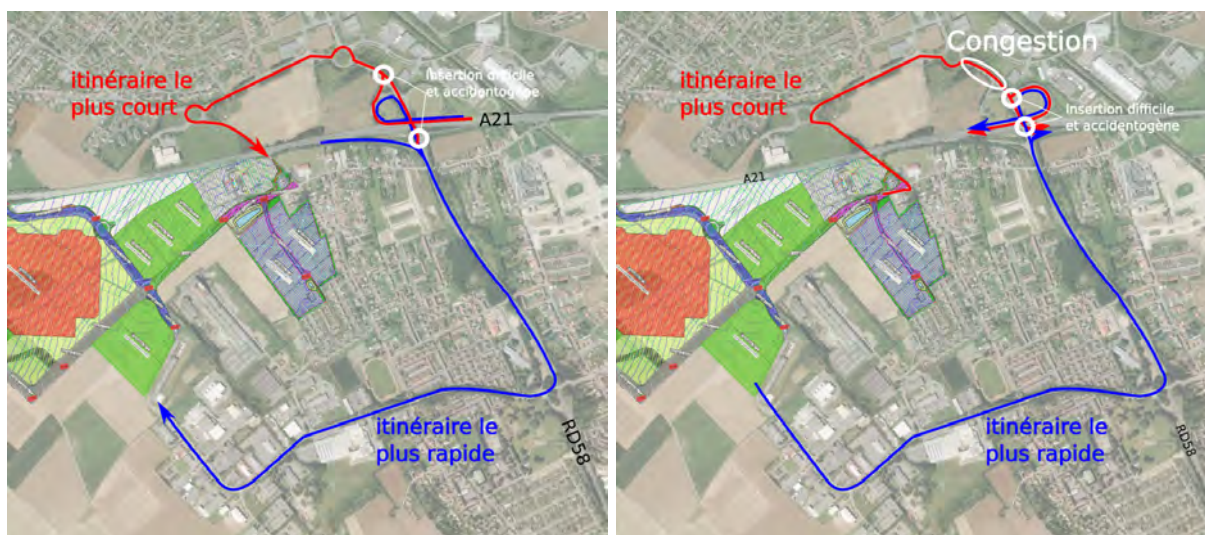 itinéraire le
plus court
Insertion difficile
et accidentogène
A21
itinéraire le
plus rapide
RD58
Congestion
itinéraire le
plus court
Insertion difficile
et accidentogène
A21
itinéraire le
plus rapide
RD58